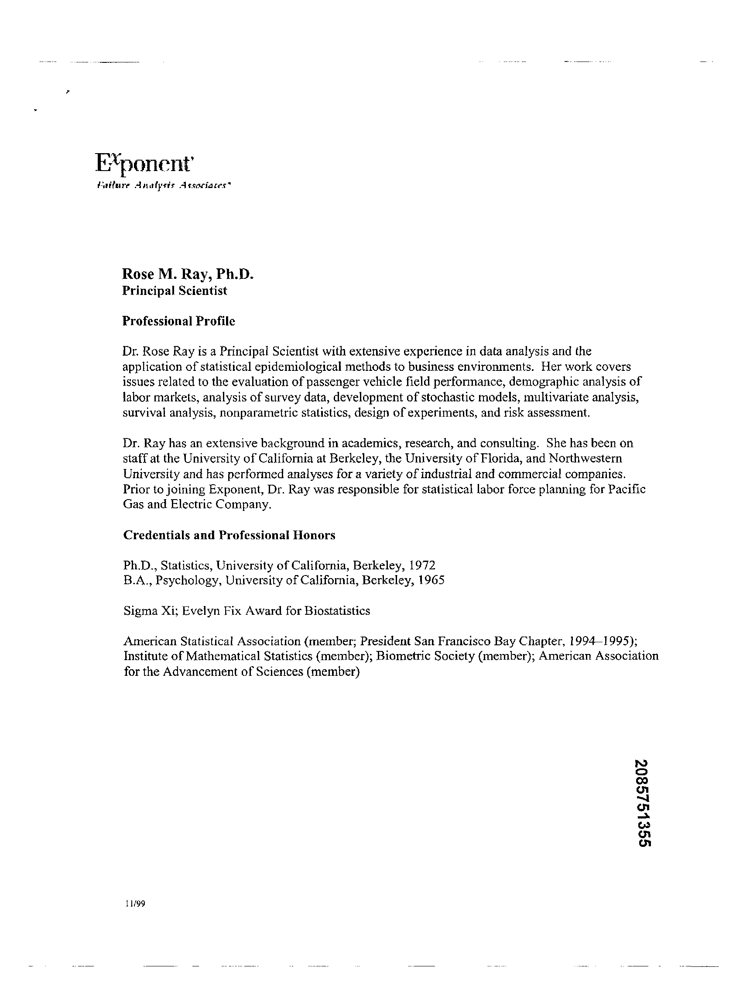 Exponent®
Failure Analysis Associates®
Rose M. Ray, Ph.D.
Principal Scientist
Professional Profile
Dr. Rose Ray is a Principal Scientist with extensive experience in data analysis and the
application of statistical epidemiological methods to business environments. Her work covers
issues related to the evaluation of passenger vehicle field performance, demographic analysis of
labor markets, analysis of survey data, development of stochastic models, multivariate analysis,
survival analysis, nonparametric statistics, design of experiments, and risk assessment.
Dr. Ray has an extensive background in academics, research, and consulting. She has been on
staff at the University of California at Berkeley, the University of Florida, and Northwestern
University and has performed analyses for a variety of industrial and commercial companies.
Prior to joining Exponent, Dr. Ray was responsible for statistical labor force planning for Pacific
Gas and Electric Company.
Credentials and Professional Honors
Ph.D., Statistics, University of California, Berkeley, 1972
B.A., Psychology, University of California, Berkeley, 1965
Sigma Xi; Evelyn Fix Award for Biostatistics
American Statistical Association (member; President San Francisco Bay Chapter, 1994–1995);
Institute of Mathematical Statistics (member); Biometric Society (member); American Association
for the Advancement of Sciences (member)
2085751355
11/99